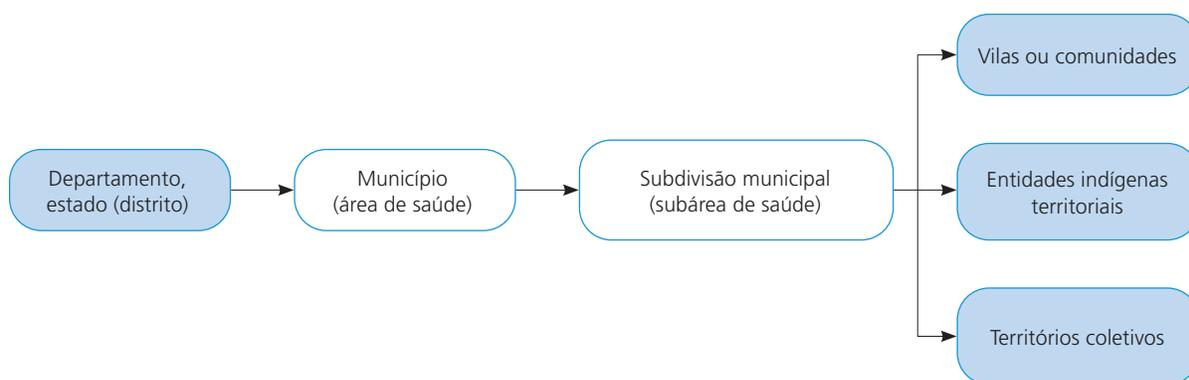 Departamento,
estado (distrito)
Município
(área de saúde)
Subdivisão municipal
(subárea de saúde)
Vilas ou comunidades
Entidades indígenas
territoriais
Territórios coletivos